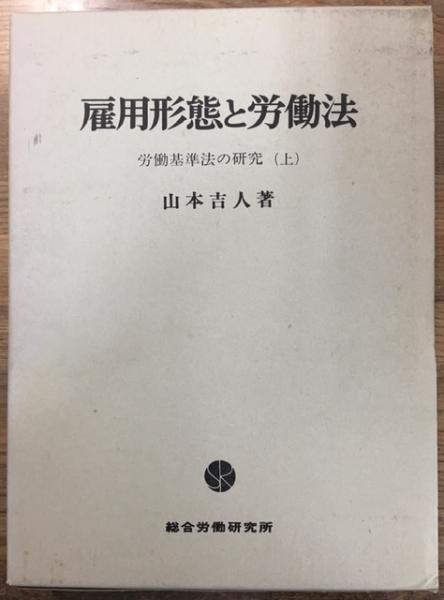 雇用形態と労働法
労働基準法の研究（上）
山本吉人著
総合労働研究所